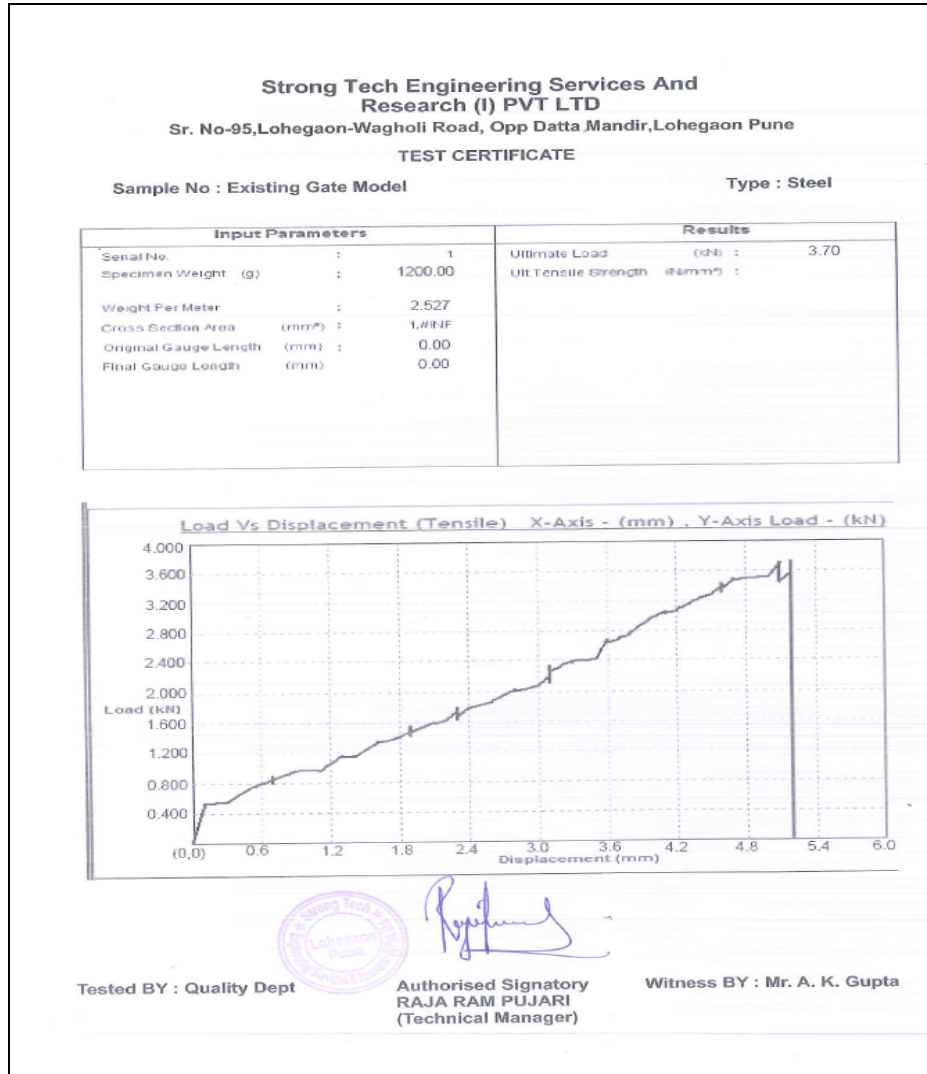 Strong Tech Engineering Services And
Research (I) PVT LTD
Sr. No-95,Lohegaon-Wagholi Road, Opp Datta Mandir,Lohegaon Pune
TEST CERTIFICATE
Sample No : Existing Gate Model Type : Steel
Input Parameters Results
Serial No. : 1 Ultimate Load (kN) : 3.70
Specimen Weight (g) : 1200.00 Ult Tensile Strength (N/mm²) :
Weight Per Meter : 2.527
Cross Section Area (mm²) : 1.#INF
Original Gauge Length (mm) : 0.00
Final Gauge Length (mm) 0.00
Load Vs Displacement (Tensile) X-Axis - (mm) , Y-Axis Load - (kN)
4.000
3.600
3.200
2.800
2.400
2.000
Load (kN)
1.600
1.200
0.800
0.400
(0,0) 0.6 1.2 1.8 2.4 3.0 3.6 4.2 4.8 5.4 6.0
Displacement (mm)
Strong Tech
Lohegaon
Pune
Tested BY : Quality Dept Authorised Signatory Witness BY : Mr. A. K. Gupta
RAJA RAM PUJARI
(Technical Manager)